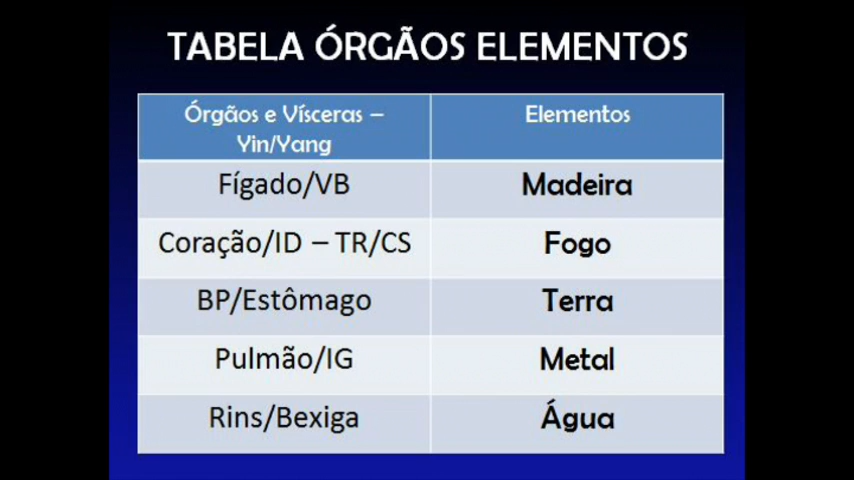 TABELA ÓRGÃOS ELEMENTOS
Órgãos e Vísceras –
Yin/Yang
Elementos
Fígado/VB
Madeira
Coração/ID – TR/CS
Fogo
BP/Estômago
Terra
Pulmão/IG
Metal
Rins/Bexiga
Água